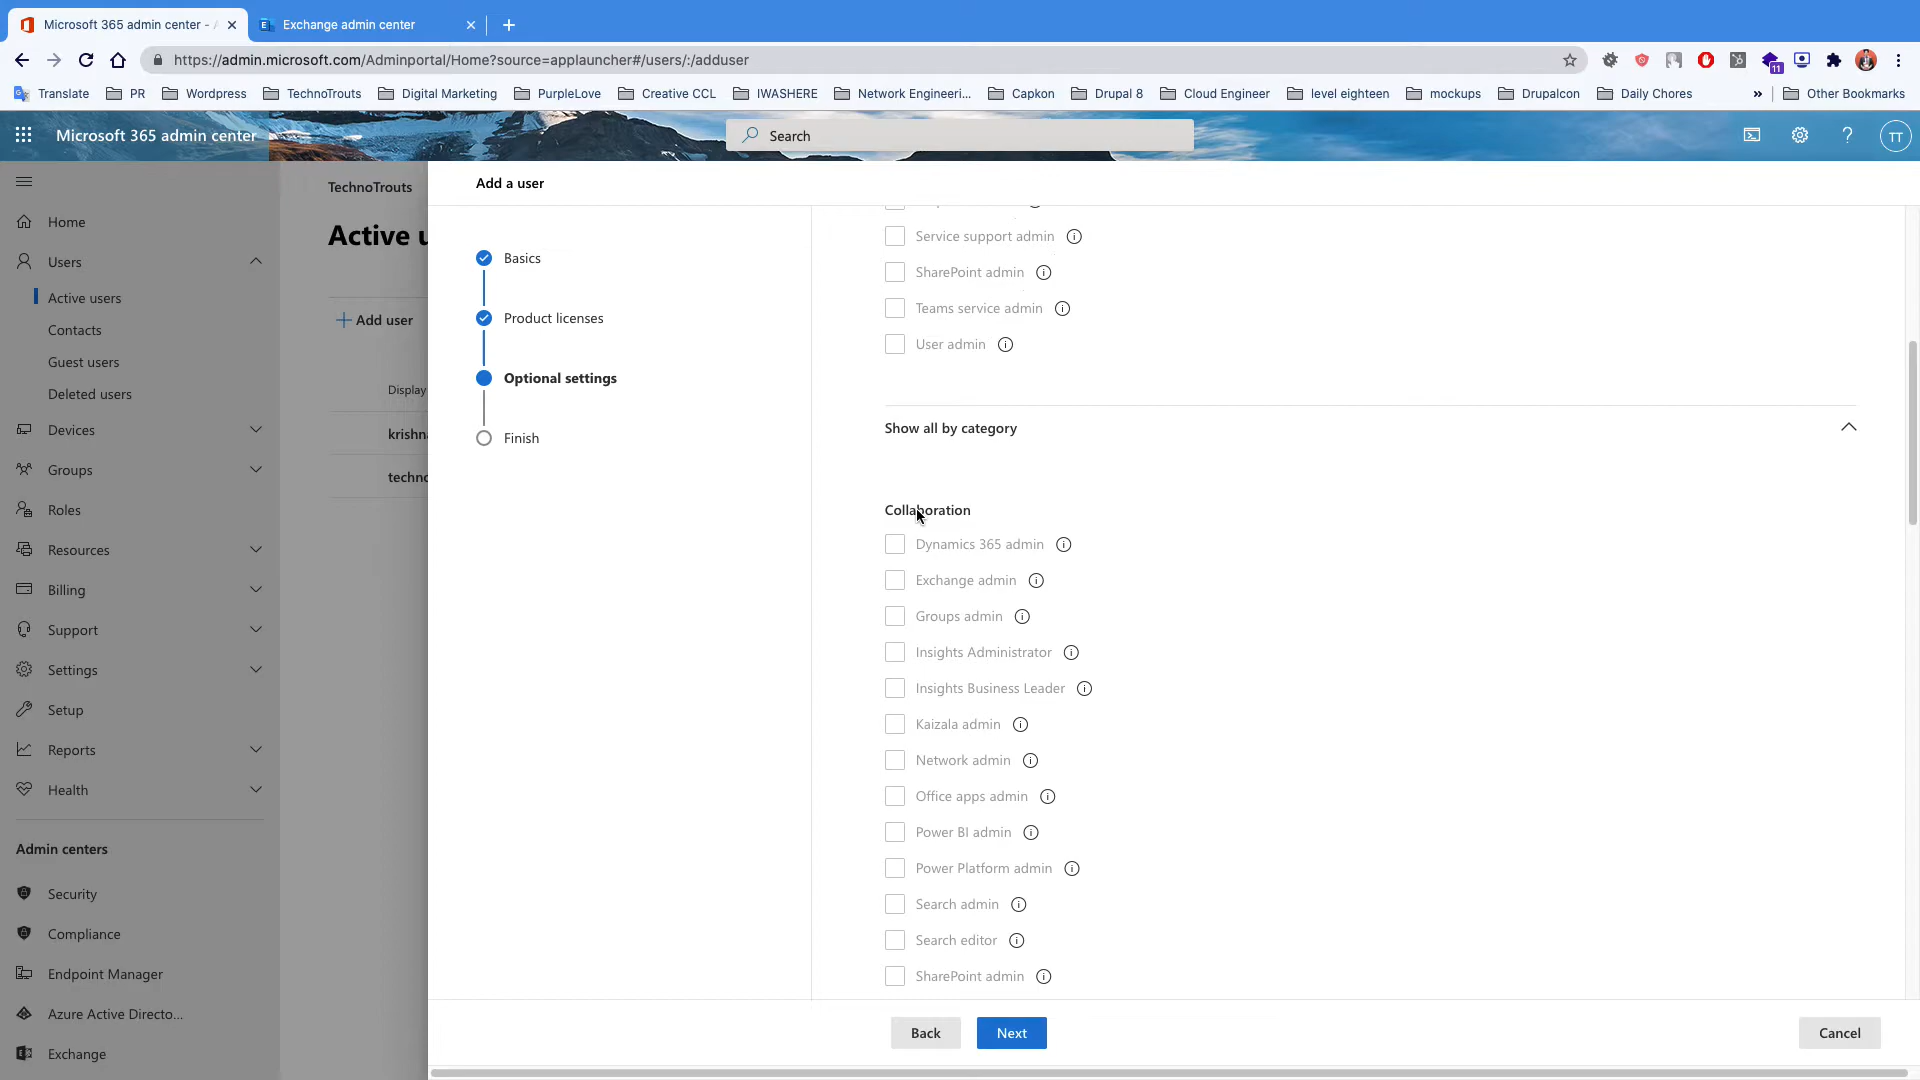 Microsoft 365 admin center - A
Exchange admin center
https://admin.microsoft.com/Adminportal/Home?source=applauncher#/users/:/adduser
11
Translate PR Wordpress TechnoTrouts Digital Marketing PurpleLove Creative CCL IWASHERE Network Engineeri... Capkon Drupal 8 Cloud Engineer level eighteen mockups Drupalcon Daily Chores » Other Bookmarks
Microsoft 365 admin center
Search
TT
Home
Users
Active users
Contacts
Guest users
Deleted users
Devices
Groups
Roles
Resources
Billing
Support
Settings
Setup
Reports
Health
Admin centers
Security
Compliance
Endpoint Manager
Azure Active Directo...
Exchange
TechnoTrouts
Active u
Add user
Display
krishn
techno
Add a user
Basics
Product licenses
Optional settings
Finish
Service support admin
SharePoint admin
Teams service admin
User admin
Show all by category
Collaboration
Dynamics 365 admin
Exchange admin
Groups admin
Insights Administrator
Insights Business Leader
Kaizala admin
Network admin
Office apps admin
Power BI admin
Power Platform admin
Search admin
Search editor
SharePoint admin
Back
Next
Cancel